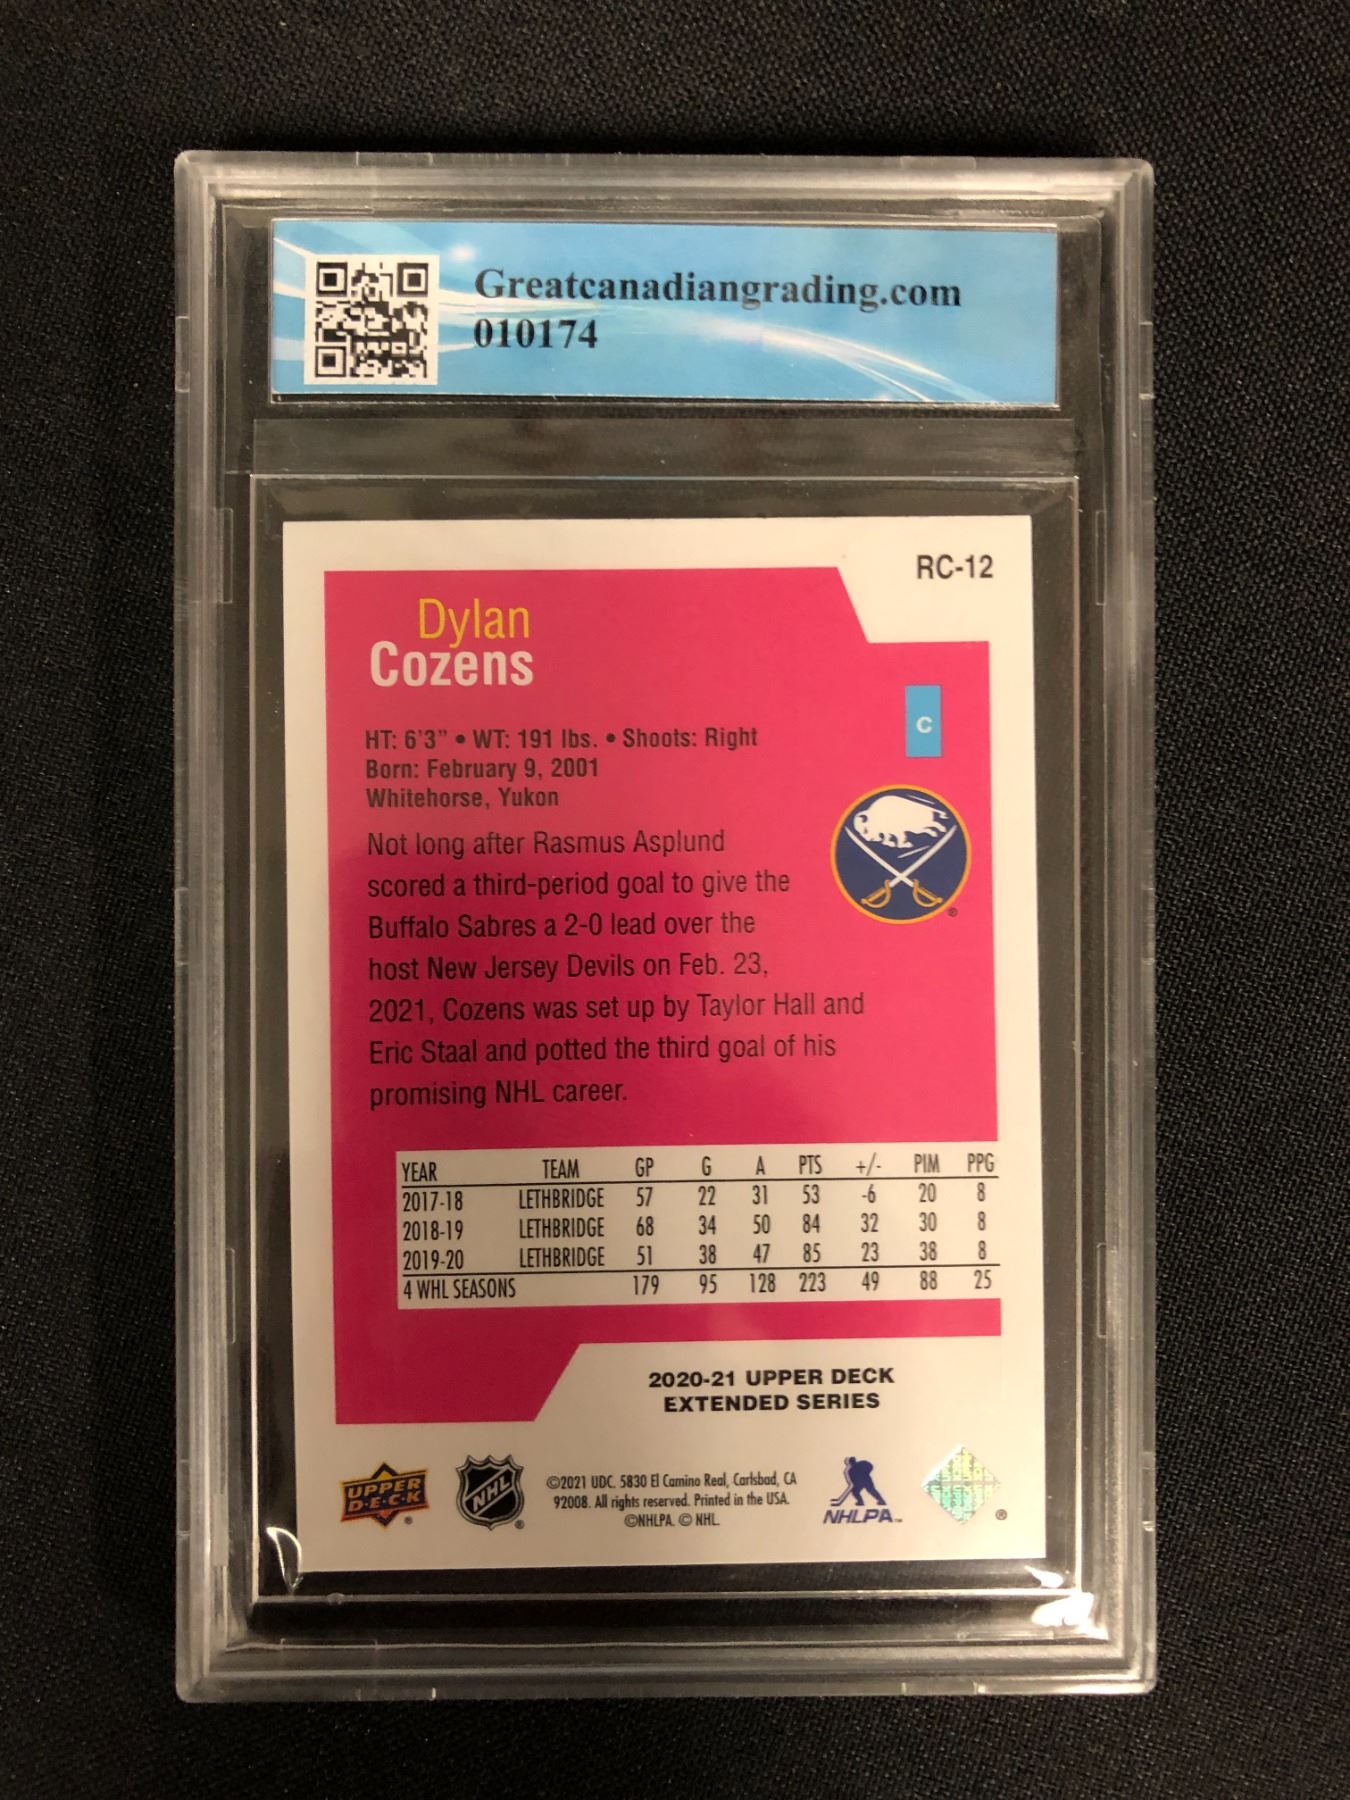 Greatcanadiangrading.com
010174
RC-12
Dylan
Cozens
C
HT: 6'3" • WT: 191 lbs. • Shoots: Right
Born: February 9, 2001
Whitehorse, Yukon
Not long after Rasmus Asplund
scored a third-period goal to give the
Buffalo Sabres a 2-0 lead over the
host New Jersey Devils on Feb. 23,
2021, Cozens was set up by Taylor Hall and
Eric Staal and potted the third goal of his
promising NHL career.
YEAR TEAM GP G A PTS +/- PIM PPG
2017-18 LETHBRIDGE 57 22 31 53 -6 20 8
2018-19 LETHBRIDGE 68 34 50 84 32 30 8
2019-20 LETHBRIDGE 51 38 47 85 23 38 8
4 WHL SEASONS 179 95 128 223 49 88 25
2020-21 UPPER DECK
EXTENDED SERIES
UPPER
D•E•C•K
NHL
©2021 UDC. 5830 El Camino Real, Carlsbad, CA
92008. All rights reserved. Printed in the USA.
©NHLPA. © NHL.
NHLPA™